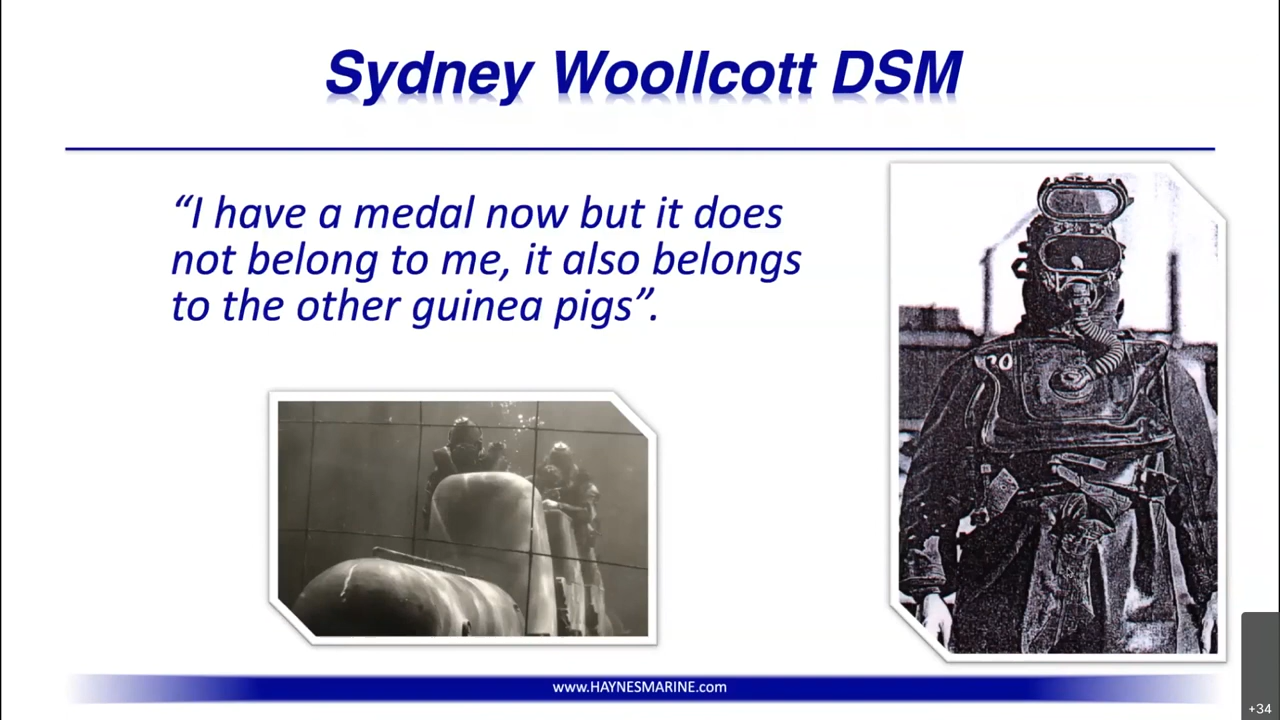 Sydney Woollcott DSM
“I have a medal now but it does
not belong to me, it also belongs
to the other guinea pigs”.
www.HAYNESMARINE.com
+34